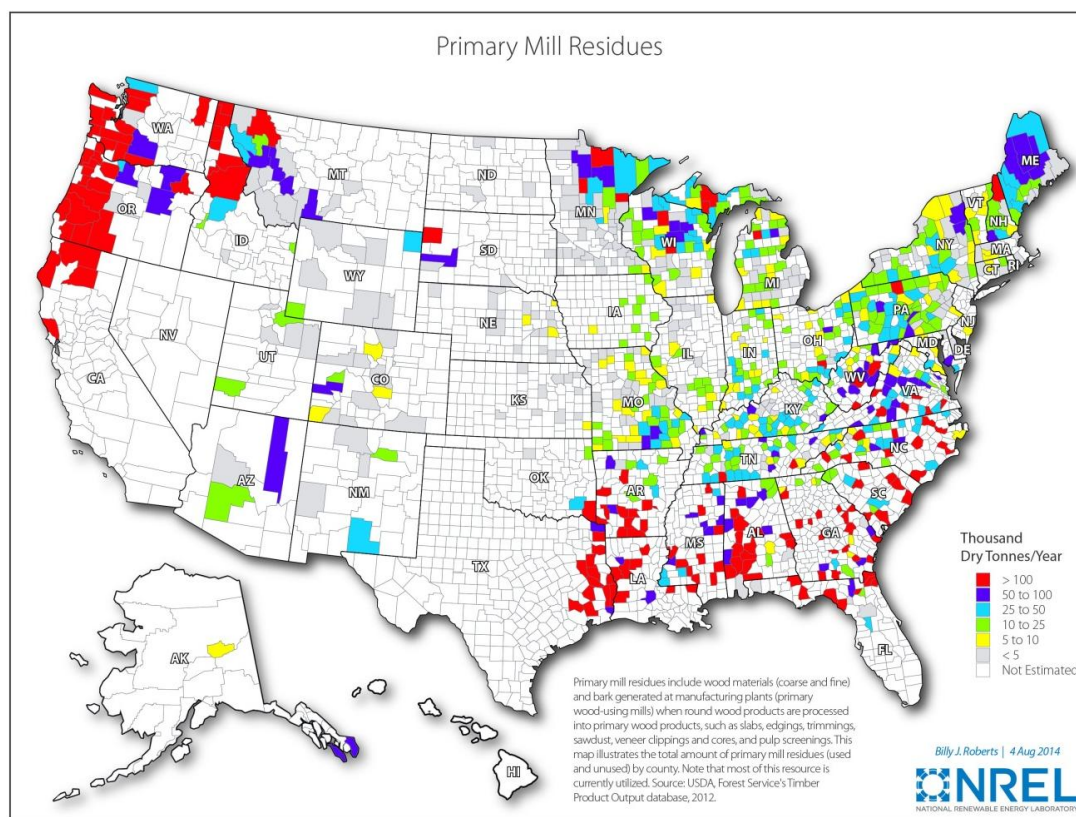 Primary Mill Residues
WA
OR
CA
NV
ID
MT
WY
UT
AZ
CO
NM
ND
SD
NE
KS
OK
TX
MN
IA
MO
AR
LA
WI
IL
MI
IN
OH
KY
TN
MS
AL
GA
FL
SC
NC
VA
WV
MD
DE
NJ
PA
NY
CT
RI
MA
VT
NH
ME
AK
HI
Thousand
Dry Tonnes/Year
> 100
50 to 100
25 to 50
10 to 25
5 to 10
< 5
Not Estimated
Primary mill residues include wood materials (coarse and fine)
and bark generated at manufacturing plants (primary
wood-using mills) when round wood products are processed
into primary wood products, such as slabs, edgings, trimmings,
sawdust, veneer clippings and cores, and pulp screenings. This
map illustrates the total amount of primary mill residues (used
and unused) by county. Note that most of this resource is
currently utilized. Source: USDA, Forest Service's Timber
Product Output database, 2012.
Billy J. Roberts | 4 Aug 2014
NREL
NATIONAL RENEWABLE ENERGY LABORATORY